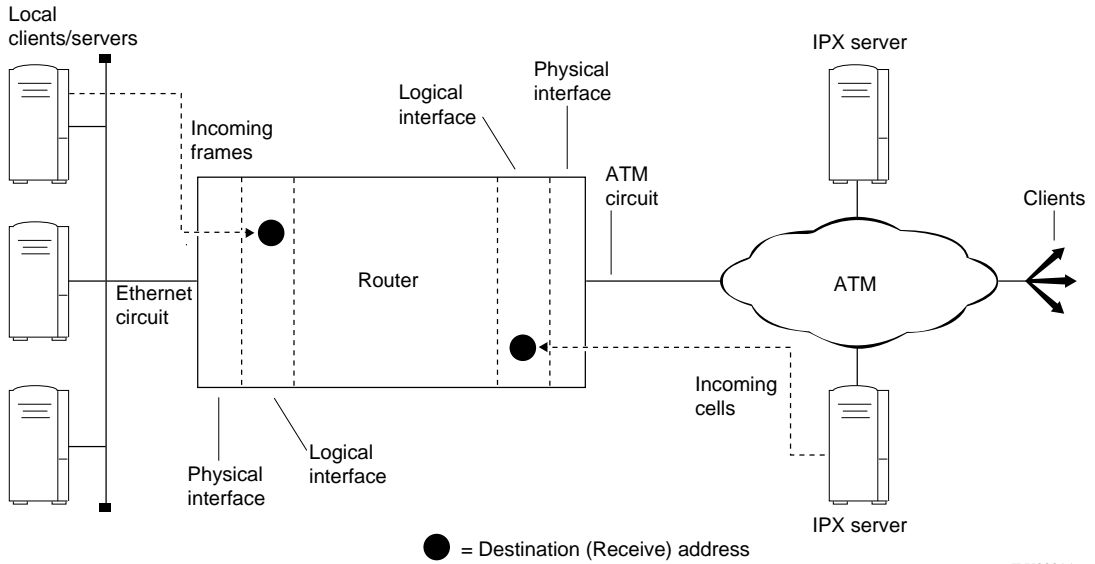 Local
clients/servers
IPX server
Physical
interface
Logical
interface
Incoming
frames
ATM
circuit
Clients
Router
ATM
Ethernet
circuit
Incoming
cells
Logical
interface
Physical
interface
IPX server
= Destination (Receive) address